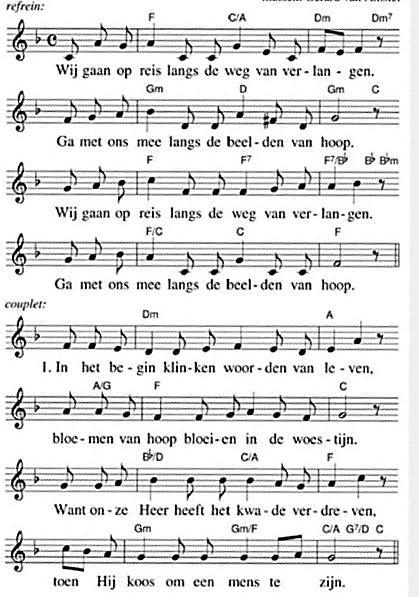 refrein:
F C/A Dm Dm7
Wij gaan op reis langs de weg van ver-lan - gen.
Gm D Gm C
Ga met ons mee langs de beel-den van hoop.
F F7 F7/B♭ B♭ B♭m
Wij gaan op reis langs de weg van ver-lan-gen.
F/C C F
Ga met ons mee langs de beel-den van hoop.
couplet:
Dm A
1. In het be-gin klin-ken woor-den van le-ven,
A/G F C
bloe-men van hoop bloei-en in de woes-tijn.
B♭/D C/A F
Want on-ze Heer heeft het kwa-de ver-dre-ven,
Gm Gm/F C/A G7/D C
toen Hij koos om een mens te zijn.